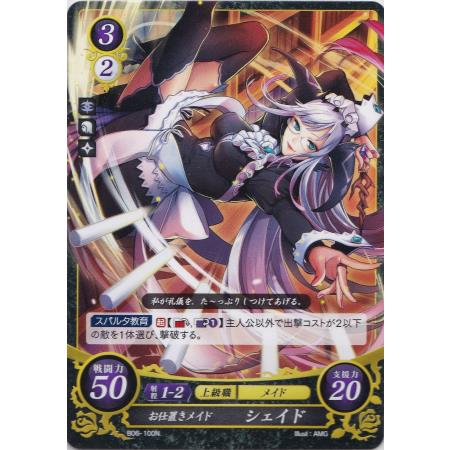 3
2
私が礼儀を、た〜っぷりしつけてあげる。
スパルタ教育 起【 、 1】主人公以外で出撃コストが2以下
の敵を1体選び、撃破する。
戦闘力
50
射程 1-2
上級職
メイド
支援力
20
お仕置きメイド シェイド
B06-100N
Illust:AMG